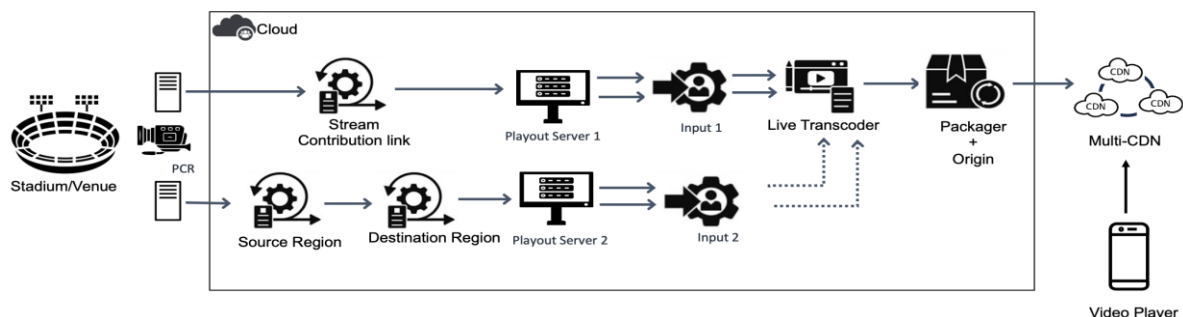 Cloud
Stream
Contribution link
Playout Server 1
Input 1
Live Transcoder
Packager
+
Origin
CDN
CDN
CDN
Multi-CDN
Stadium/Venue
PCR
Source Region
Destination Region
Playout Server 2
Input 2
Video Player